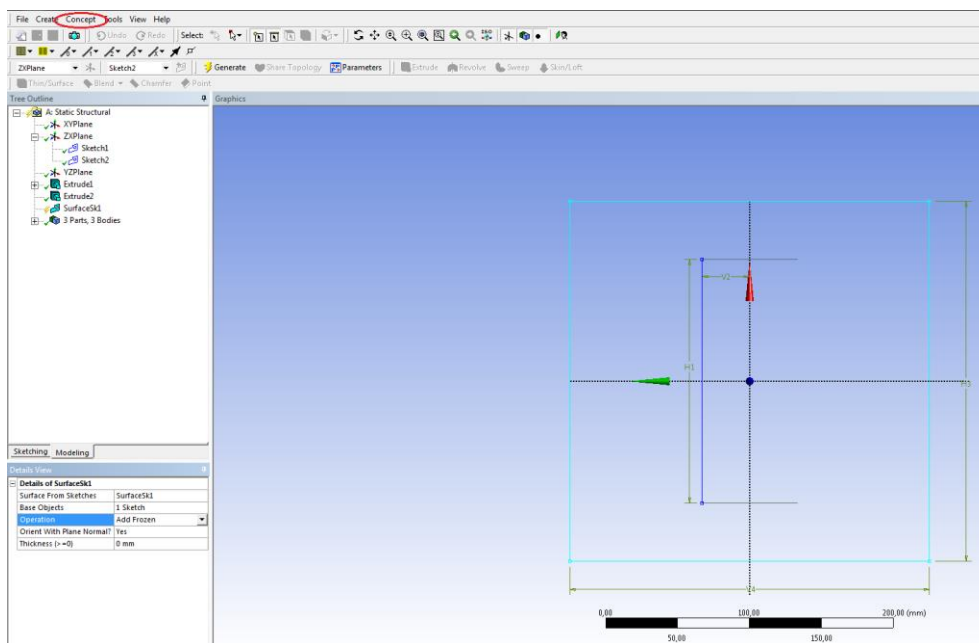 File Create Concept Tools View Help
Undo Redo Select:
ZXPlane Sketch2 Generate Share Topology Parameters Extrude Revolve Sweep Skin/Loft
Thin/Surface Blend Chamfer Point
Tree Outline
Graphics
A: Static Structural
XYPlane
ZXPlane
Sketch1
Sketch2
YZPlane
Extrude1
Extrude2
SurfaceSk1
3 Parts, 3 Bodies
V2
H1
H3
V4
Sketching Modeling
Details View
Details of SurfaceSk1
Surface From Sketches SurfaceSk1
Base Objects 1 Sketch
Operation Add Frozen
Orient With Plane Normal? Yes
Thickness (>=0) 0 mm
0,00 100,00 200,00 (mm)
50,00 150,00